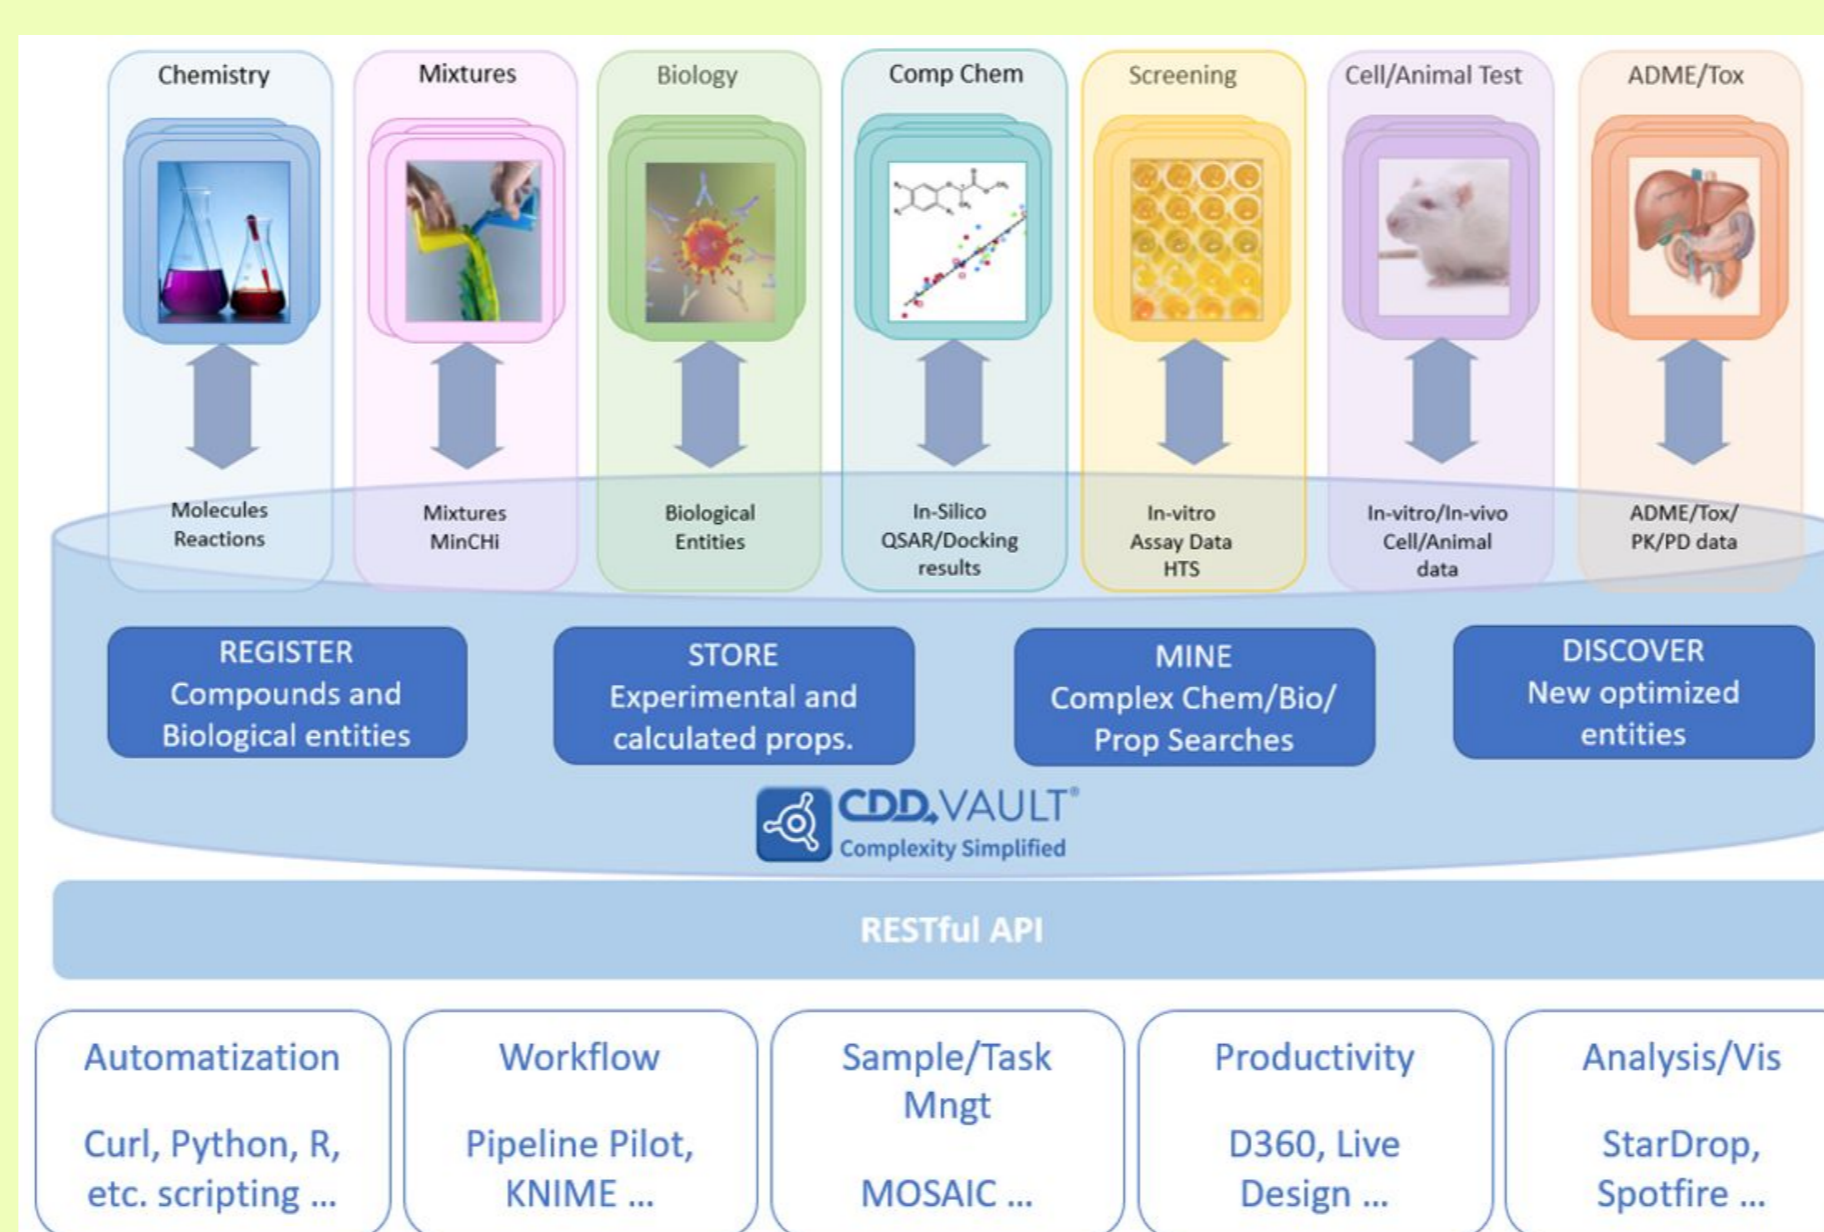 Chemistry
Mixtures
Biology
Comp Chem
Screening
Cell/Animal Test
ADME/Tox
Molecules
Reactions
Mixtures
MinCHi
Biological
Entities
In-Silico
QSAR/Docking
results
In-vitro
Assay Data
HTS
In-vitro/In-vivo
Cell/Animal
data
ADME/Tox/
PK/PD data
REGISTER
Compounds and
Biological entities
STORE
Experimental and
calculated props.
MINE
Complex Chem/Bio/
Prop Searches
DISCOVER
New optimized
entities
CDD VAULT®
Complexity Simplified
RESTful API
Automatization
Curl, Python, R,
etc. scripting ...
Workflow
Pipeline Pilot,
KNIME ...
Sample/Task
Mngt
MOSAIC ...
Productivity
D360, Live
Design ...
Analysis/Vis
StarDrop,
Spotfire ...